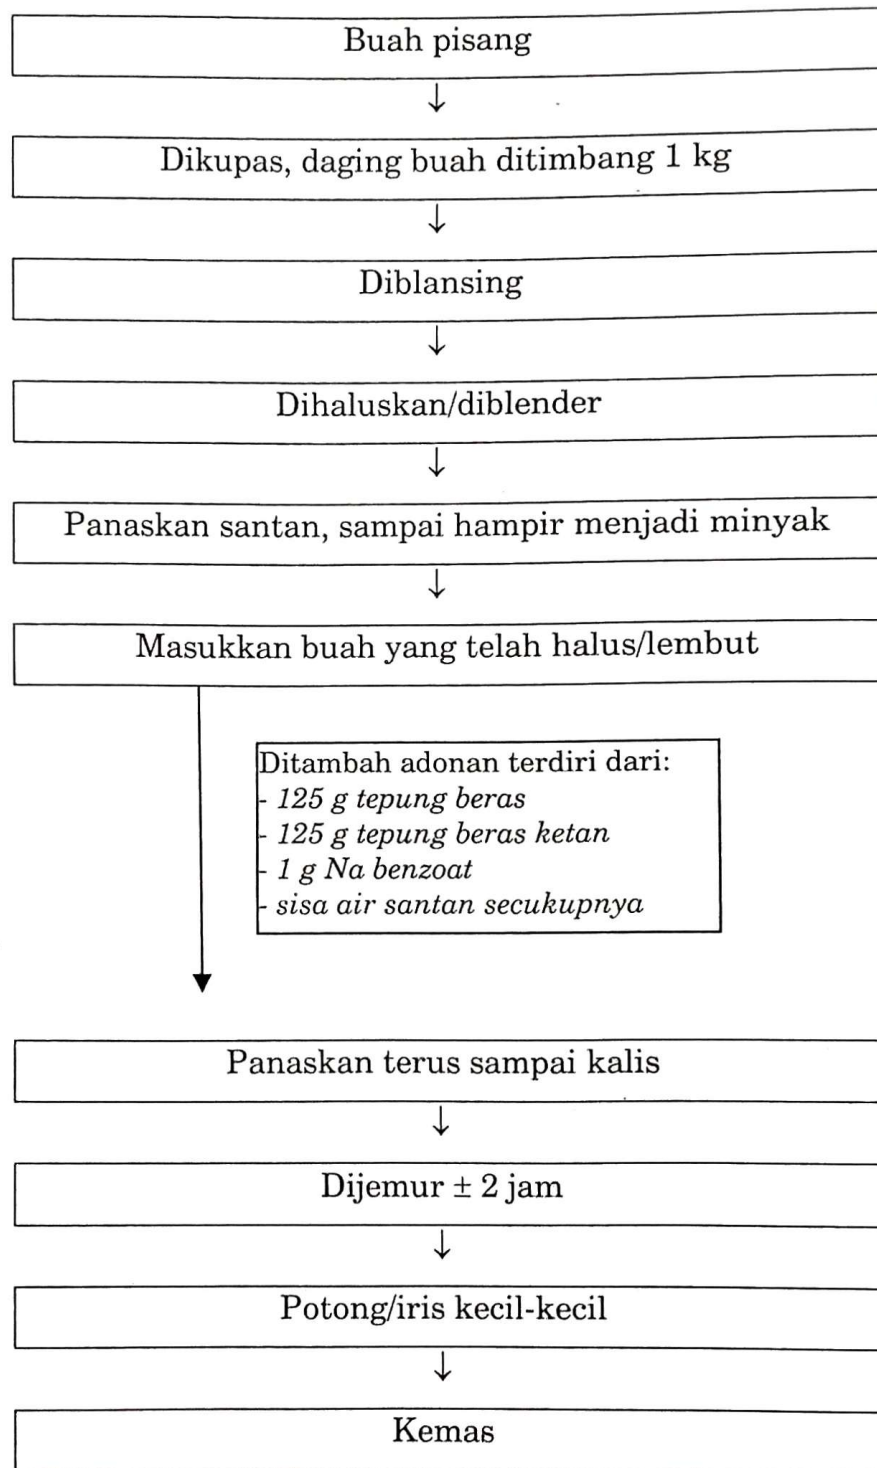 Buah pisang
↓
Dikupas, daging buah ditimbang 1 kg
↓
Diblansing
↓
Dihaluskan/diblender
↓
Panaskan santan, sampai hampir menjadi minyak
↓
Masukkan buah yang telah halus/lembut
Ditambah adonan terdiri dari:
- 125 g tepung beras
- 125 g tepung beras ketan
- 1 g Na benzoat
- sisa air santan secukupnya
Panaskan terus sampai kalis
↓
Dijemur ± 2 jam
↓
Potong/iris kecil-kecil
↓
Kemas